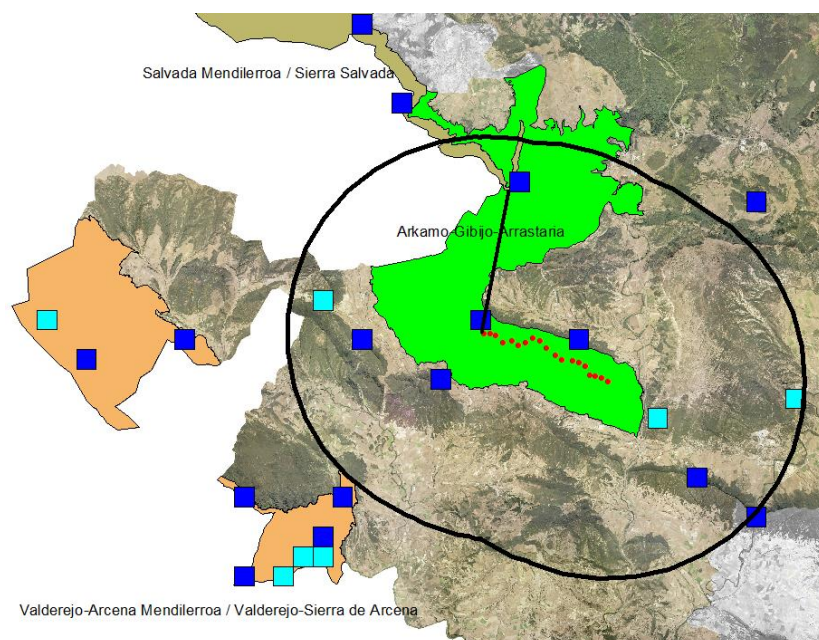 Salvada Mendilerroa / Sierra Salvada
Arkamo-Gibijo-Arrastaria
Valderejo-Arcena Mendilerroa / Valderejo-Sierra de Arcena